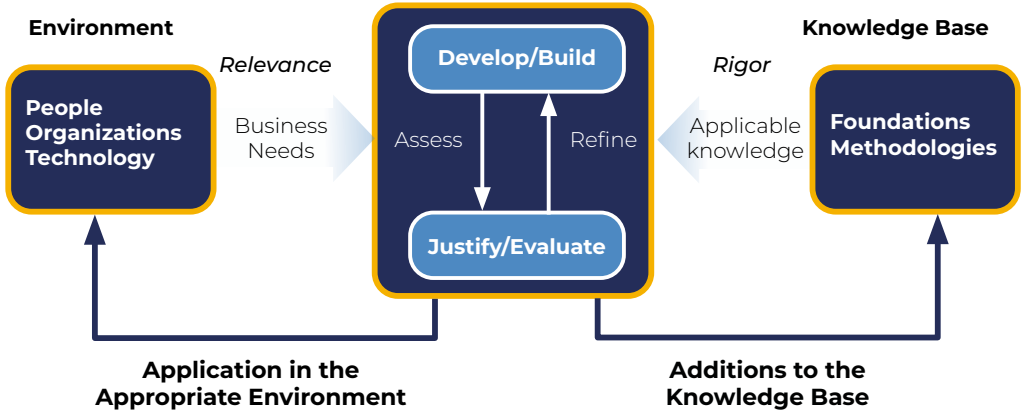 Environment
Knowledge Base
Relevance
Rigor
People
Organizations
Technology
Business
Needs
Develop/Build
Assess
Refine
Justify/Evaluate
Applicable
knowledge
Foundations
Methodologies
Application in the
Appropriate Environment
Additions to the
Knowledge Base